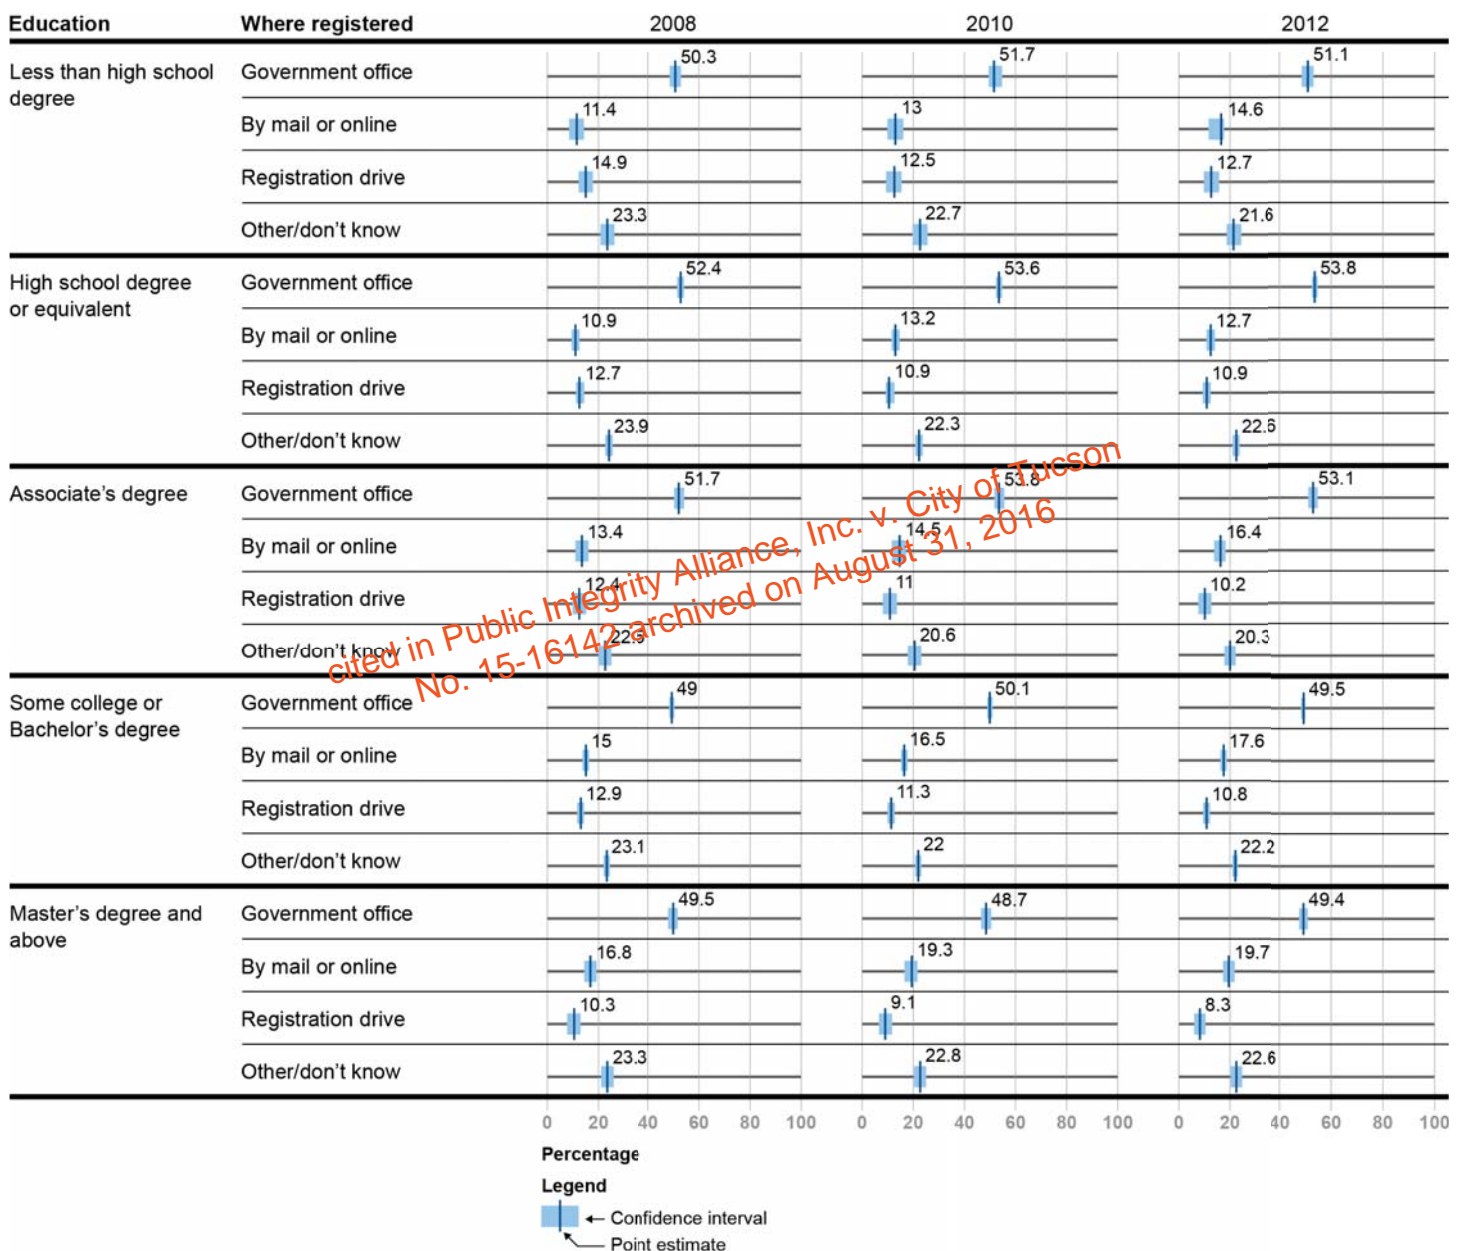 Education Where registered 2008 2010 2012
Less than high school degree
Government office 50.3 51.7 51.1
By mail or online 11.4 13 14.6
Registration drive 14.9 12.5 12.7
Other/don't know 23.3 22.7 21.6
High school degree or equivalent
Government office 52.4 53.6 53.8
By mail or online 10.9 13.2 12.7
Registration drive 12.7 10.9 10.9
Other/don't know 23.9 22.3 22.6
Associate's degree
Government office 51.7 53.8 53.1
By mail or online 13.4 14.5 16.4
Registration drive 12.4 11 10.2
Other/don't know 22.5 20.6 20.3
Some college or Bachelor's degree
Government office 49 50.1 49.5
By mail or online 15 16.5 17.6
Registration drive 12.9 11.3 10.8
Other/don't know 23.1 22 22.2
Master's degree and above
Government office 49.5 48.7 49.4
By mail or online 16.8 19.3 19.7
Registration drive 10.3 9.1 8.3
Other/don't know 23.3 22.8 22.6
0 20 40 60 80 100 0 20 40 60 80 100 0 20 40 60 80 100
Percentage
Legend
Confidence interval
Point estimate
cited in Public Integrity Alliance, Inc. v. City of Tucson
No. 15-16142 archived on August 31, 2016